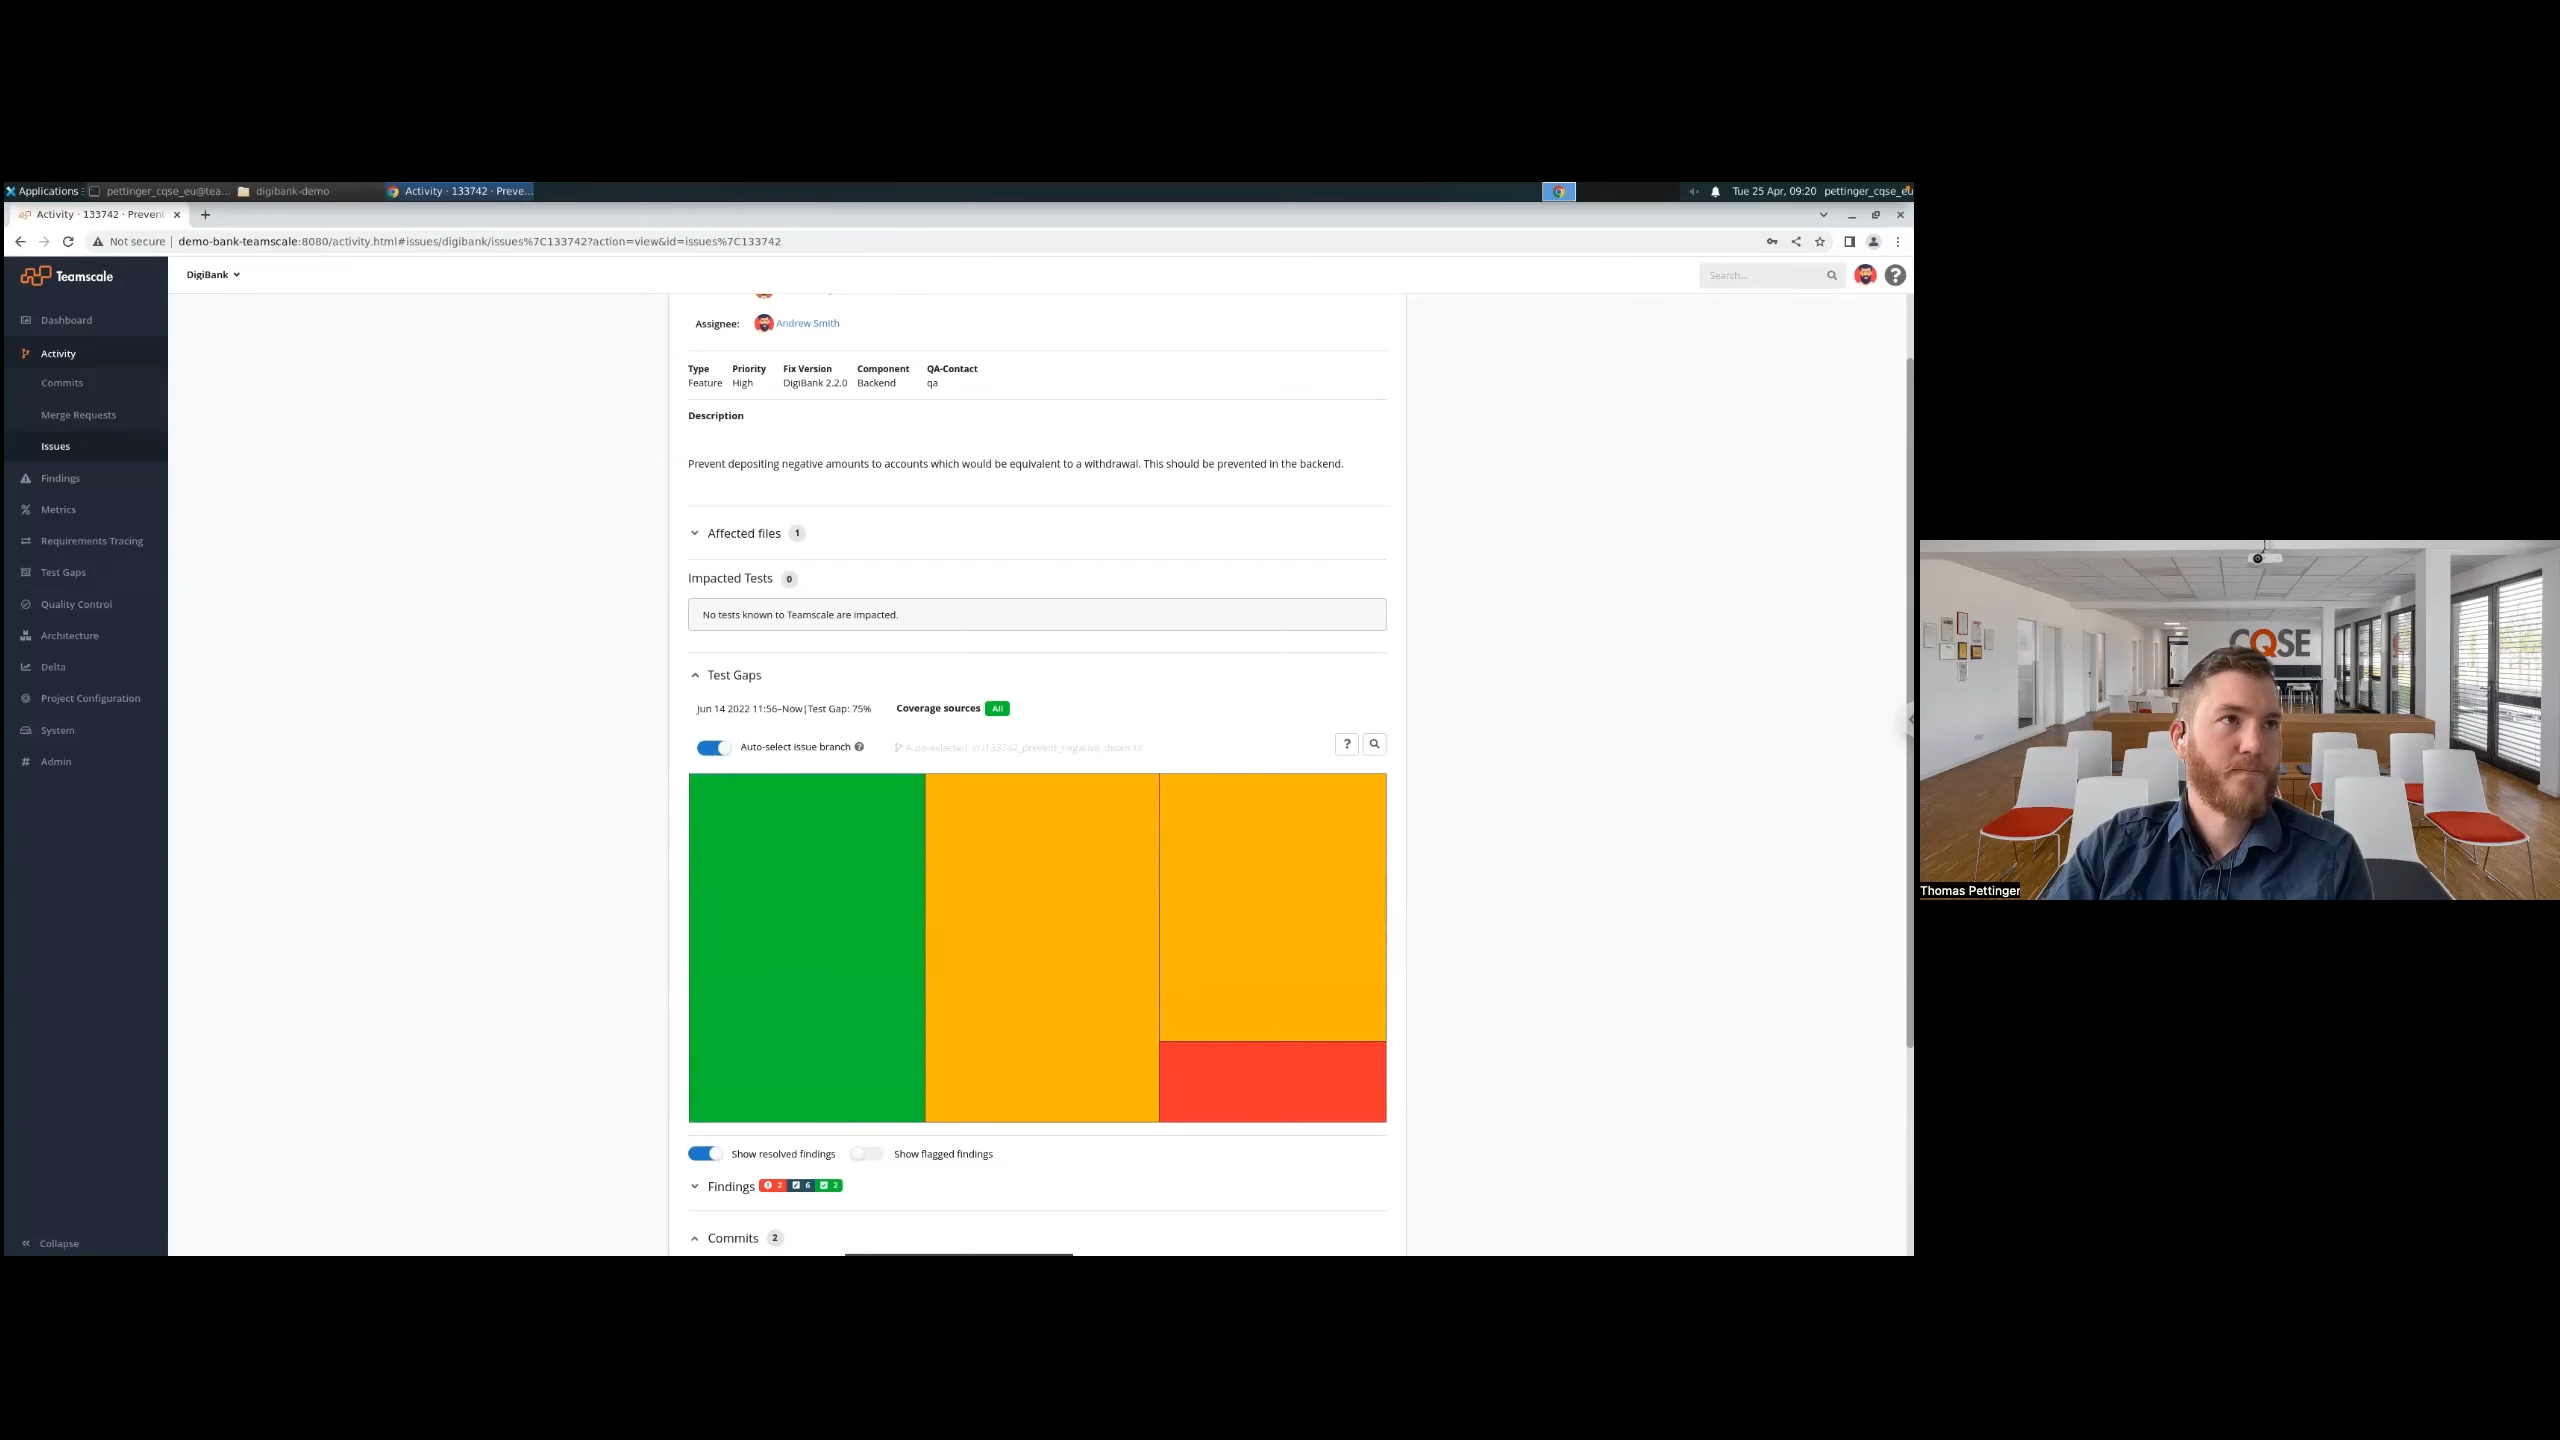 Applications
pettinger_cqse_eu@tea...
digibank-demo
Activity · 133742 · Preve...
Tue 25 Apr, 09:20
pettinger_cqse_eu
Activity · 133742 · Prevent
Not secure
demo-bank-teamscale:8080/activity.html#issues/digibank/issues%7C133742?action=view&id=issues%7C133742
Teamscale
DigiBank
Search...
Dashboard
Activity
Commits
Merge Requests
Issues
Findings
Metrics
Requirements Tracing
Test Gaps
Quality Control
Architecture
Delta
Project Configuration
System
Admin
Collapse
Assignee: Andrew Smith
Type Priority Fix Version Component QA-Contact
Feature High DigiBank 2.2.0 Backend qa
Description
Prevent depositing negative amounts to accounts which would be equivalent to a withdrawal. This should be prevented in the backend.
Affected files 1
Impacted Tests 0
No tests known to Teamscale are impacted.
Test Gaps
Jun 14 2022 11:56–Now|Test Gap: 75% Coverage sources All
Auto-select issue branch ? Auto-selected: cr/133742_prevent_negative_deposits ?
Show resolved findings Show flagged findings
Findings 2 6 2
Commits 2
CQSE
Thomas Pettinger